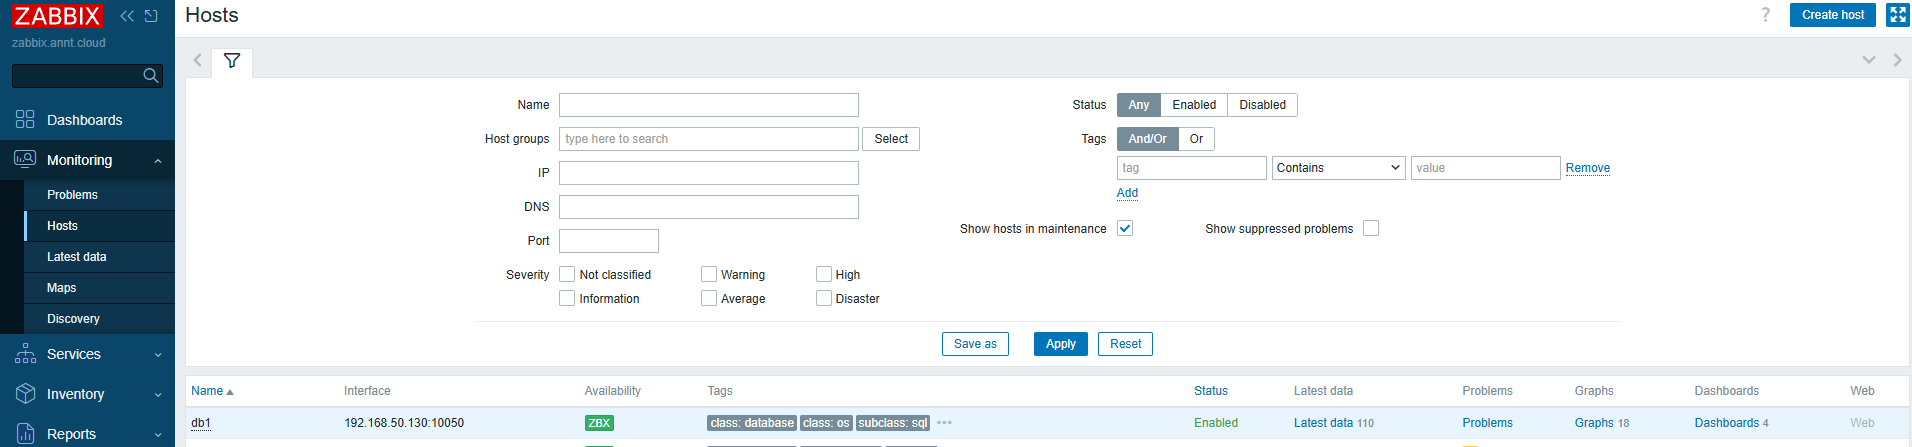 ZABBIX
zabbix.annt.cloud
Dashboards
Monitoring
Problems
Hosts
Latest data
Maps
Discovery
Services
Inventory
Reports
Hosts
? Create host
Name
Host groups type here to search Select
IP
DNS
Port
Severity Not classified Warning High
Information Average Disaster
Status Any Enabled Disabled
Tags And/Or Or
tag Contains value Remove
Add
Show hosts in maintenance Show suppressed problems
Save as Apply Reset
Name Interface Availability Tags Status Latest data Problems Graphs Dashboards Web
db1 192.168.50.130:10050 ZBX class: database class: os subclass: sql ••• Enabled Latest data 110 Problems Graphs 18 Dashboards 4 Web